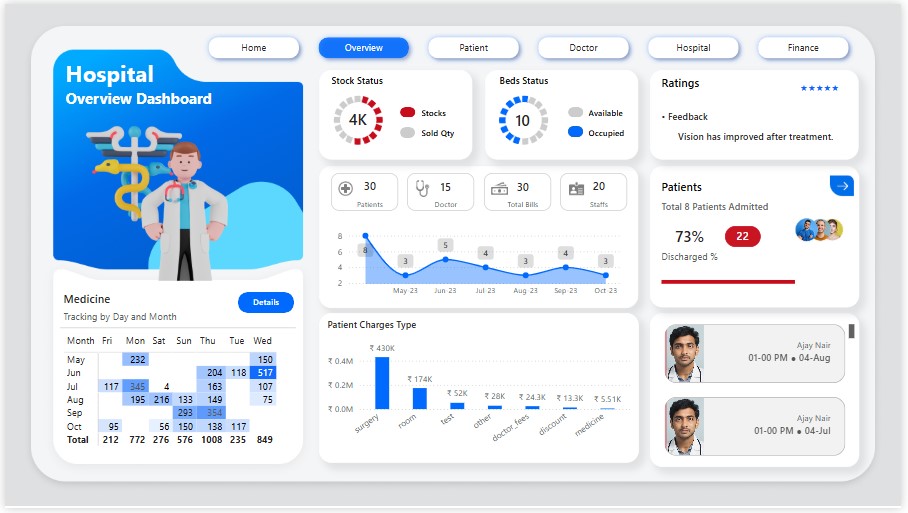 Home
Overview
Patient
Doctor
Hospital
Finance
Hospital
Overview Dashboard
Medicine
Details
Tracking by Day and Month
Month Fri Mon Sat Sun Thu Tue Wed
May 232 150
Jun 204 118 517
Jul 117 345 4 163 107
Aug 195 216 133 149 75
Sep 293 354
Oct 95 56 150 138 117
Total 212 772 276 576 1008 235 849
Stock Status
4K
Stocks
Sold Qty
Beds Status
10
Available
Occupied
Ratings
★★★★★
• Feedback
Vision has improved after treatment.
30
Patients
15
Doctor
30
Total Bills
20
Staffs
8
6
4
2
8
3
5
4
3
4
3
May-23
Jun-23
Jul-23
Aug-23
Sep-23
Oct-23
Patients
Total 8 Patients Admitted
73%
22
Discharged %
Patient Charges Type
₹ 0.4M
₹ 0.2M
₹ 0.0M
₹ 430K
₹ 174K
₹ 52K
₹ 28K
₹ 24.3K
₹ 13.3K
₹ 5.51K
surgery
room
test
other
doctor_fees
discount
medicine
Ajay Nair
01-00 PM ● 04-Aug
Ajay Nair
01-00 PM ● 04-Jul